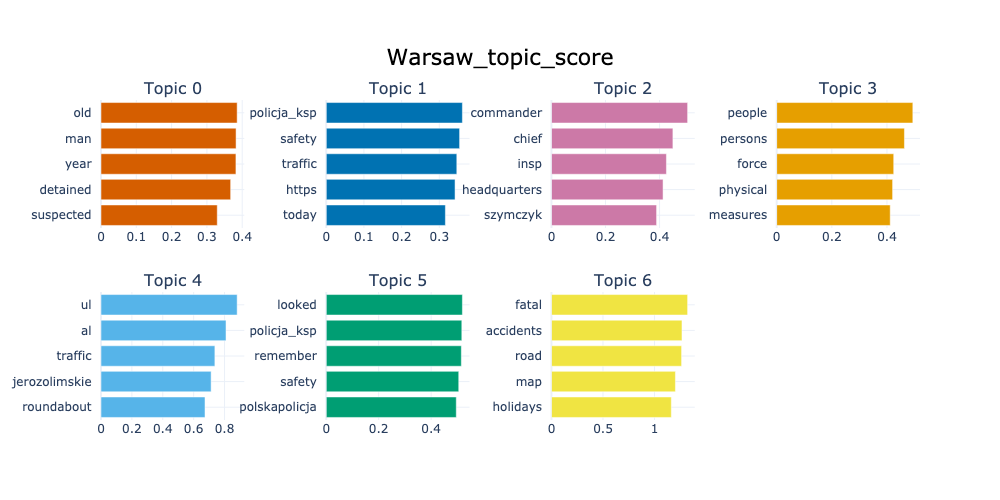 Warsaw_topic_score
Topic 0
old
man
year
detained
suspected
0 0.1 0.2 0.3 0.4
Topic 1
policja_ksp
safety
traffic
https
today
0 0.1 0.2 0.3
Topic 2
commander
chief
insp
headquarters
szymczyk
0 0.2 0.4
Topic 3
people
persons
force
physical
measures
0 0.2 0.4
Topic 4
ul
al
traffic
jerozolimskie
roundabout
0 0.2 0.4 0.6 0.8
Topic 5
looked
policja_ksp
remember
safety
polskapolicja
0 0.2 0.4
Topic 6
fatal
accidents
road
map
holidays
0 0.5 1